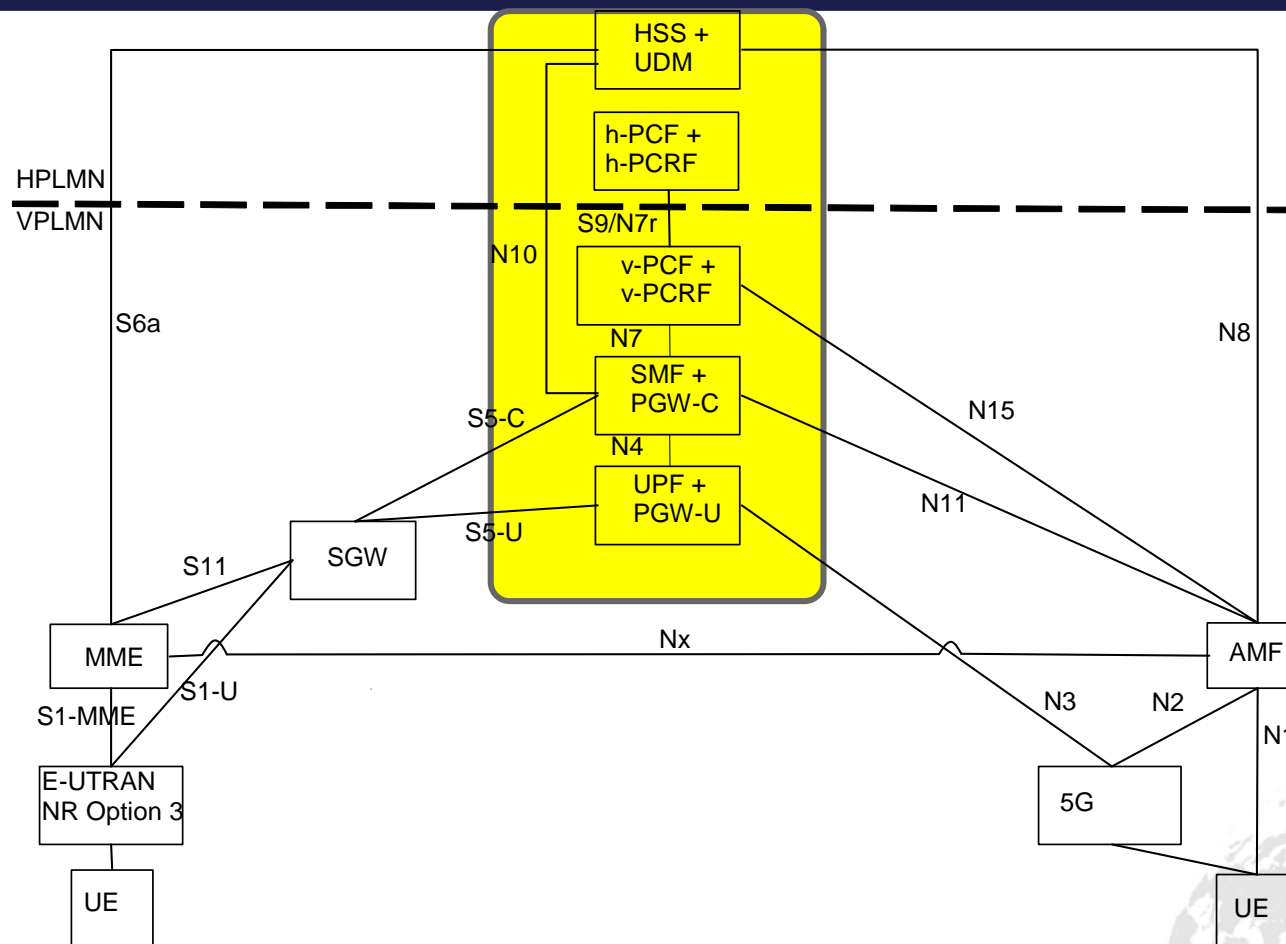 HSS +
UDM
h-PCF +
h-PCRF
HPLMN
VPLMN
S9/N7r
N10
v-PCF +
v-PCRF
S6a
N7
N8
SMF +
PGW-C
S5-C
N15
N4
UPF +
PGW-U
N11
S5-U
SGW
S11
Nx
MME
AMF
S1-U
S1-MME
N3
N2
N1
E-UTRAN
NR Option 3
5G
UE
UE